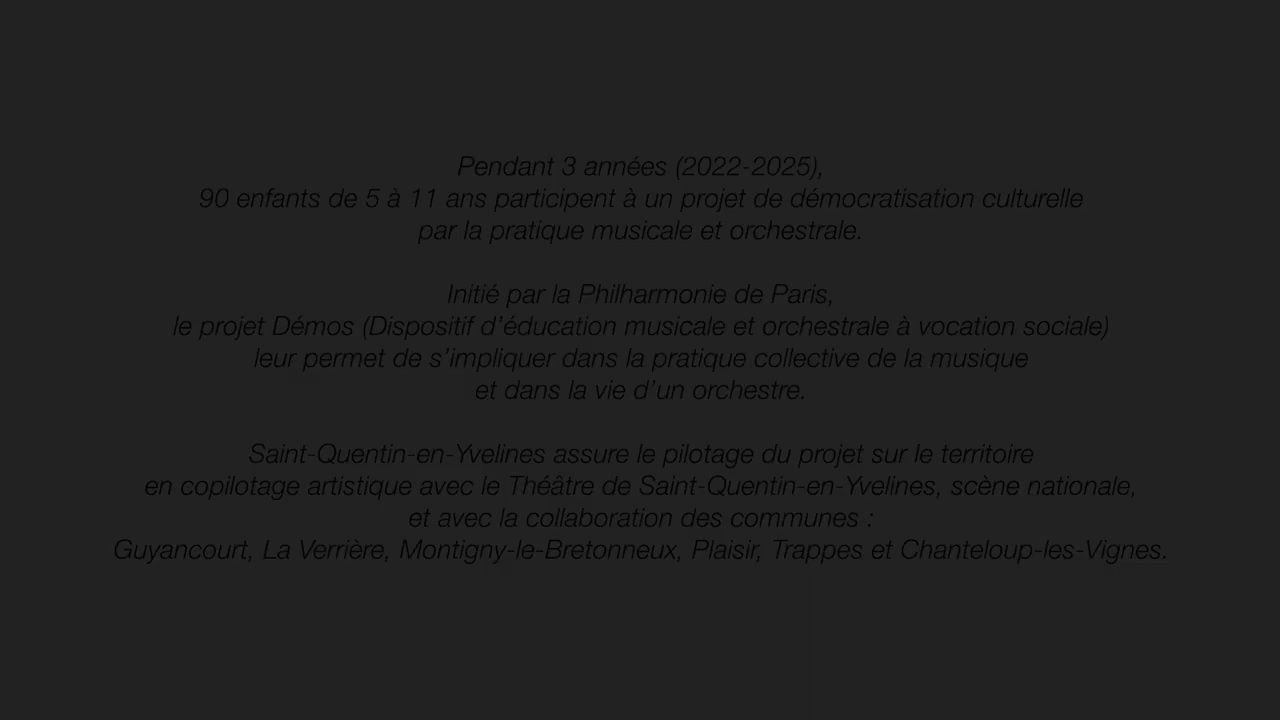 Pendant 3 années (2022-2025),
90 enfants de 5 à 11 ans participent à un projet de démocratisation culturelle
par la pratique musicale et orchestrale.
Initié par la Philharmonie de Paris,
le projet Démos (Dispositif d’éducation musicale et orchestrale à vocation sociale)
leur permet de s’impliquer dans la pratique collective de la musique
et dans la vie d’un orchestre.
Saint-Quentin-en-Yvelines assure le pilotage du projet sur le territoire
en copilotage artistique avec le Théâtre de Saint-Quentin-en-Yvelines, scène nationale,
et avec la collaboration des communes :
Guyancourt, La Verrière, Montigny-le-Bretonneux, Plaisir, Trappes et Chanteloup-les-Vignes.